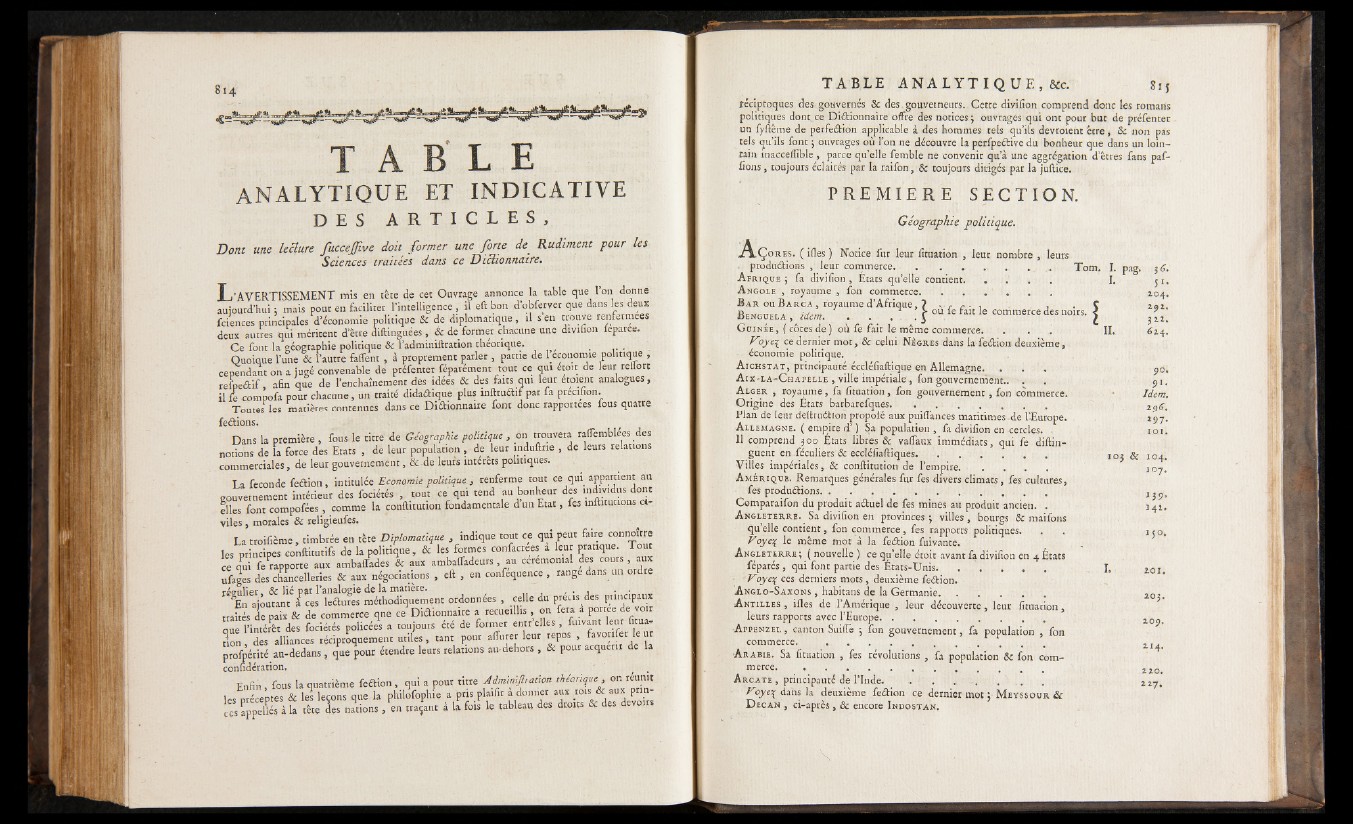 814
TABLE
ANALYTIQUE ET INDICATIVE
DES ARTICLES,
Dont une lecture ſucceſſive doit former une ſorte de Rudiment pour les
Sciences traitées dans ce Dictionnaire.
L'AVERTISSEMENT mis en tête de cet Ouvrage annonce la table que l'on donne
aujourd'hui ; mais pour en faciliter l'intelligence, il eſt bon d'obſerver que dans les deux
ſciences principales d'économie politique & de diplomatique, il s'en trouve renfermées
deux autres qui méritent d'être diſtinguées, & de former chacune une diviſion ſéparée.
Ce ſont la géographie politique & l'adminiſtration théorique.
Quoique l'une & l'autre faſſent, à proprement parler, partie de l'économie politique,
cependant on a jugé convenable de préſenter ſéparément tout ce qui étoit de leur reſſort
reſpectif, afin que de l'enchaînement des idées & des faits qui leur étoient analogues,
il ſe compoſa pour chacune, un traité didactique plus inſtructif par ſa préciſion.
Toutes les matières contenues dans ce Dictionnaire ſont donc rapportées ſous quatre
ſections.
Dans la première, ſous le titre de Géographie politique, on trouvera raſſemblées des
notions de la force des Etats, de leur population, de leur induſtrie, de leurs relations
commerciales, de leur gouvernement, & de leurs intérêts politiques.
La ſeconde ſection, intitulée Economie politique, renferme tout ce qui appartient au
gouvernement intérieur des ſociétés, tout ce qui tend au bonheur des individus dont
elles ſont compoſées, comme la conſtitution fondamentale d'un Etat, ſes inſtitutions ci-
viles, morales & religieuſes.
La troiſième, timbrée en tête Diplomatique, indique tout ce qui peut faire connoître
les principes conſtitutifs de la politique, & les formes conſacrées à leur pratique. Tout
ce qui ſe rapporte aux ambaſſades & aux ambaſſadeurs, au cérémonial des cours, aux
uſages des chancelleries & aux négociations, eſt, en conſéquence, rangé dans un ordre
régulier, & lié par l'analogie de la matière.
En ajoutant à ces lectures méthodiquement ordonnées, celle du précis des principaux
traités de paix & de commerce que ce Dictionnaire a recueillis, on ſera à portée de voir
que l'intérêt des ſociétés policées a toujours été de former entr'elles, ſuivant leur ſitua-
tion, des alliances réciproquement utiles, tant pour aſſurer leur repos, favoriſer leur
proſpérité au-dedans, que pour étendre leurs relations au-dehors, & pour acquérir de la
conſidération.
Enfin, ſous la quatrième ſection, qui a pour titre Adminiſtration théorique, on réunit
les préceptes & les leçons que la philoſophie a pris plaiſir à donner aux rois & aux prin-
ces appellés à la tête des nations, en traçant à la fois le tableau des droits & des devoirs
TABLE ANALYTIQUE, &c. 815
réciproques des gouvernés & des gouverneurs. Cette diviſion comprend donc les romans
politiques dont ce Dictionnaire offre des notices ; ouvrages qui ont pour but de préſenter
un ſyſtême de perfection applicable à des hommes tels qu'ils devroient être, & non pas
tels qu'ils ſont ; ouvrages où l'on ne découvre la perſpective du bonheur que dans un loin-
tain inacceſſible, parce qu'elle ſemble ne convenir qu'à une aggrégation d'êtres ſans paſ-
ſions, toujours éclairés par la raiſon, & toujours dirigés par la juſtice.
PREMIERE SECTION.
Géographie politique.
AÇORES. ( iſles ) Notice ſur leur ſituation, leur nombre, leurs
productions, leur commerce. . . . . . . . Tom. I. pag. 36.
AFRIQUE ; ſa diviſion, Etats qu'elle contient. . . . . I. 51.
ANGOLE, royaume, ſon commerce. . . . . . . 204.
BAR ou BARCA, royaume d'Afrique, } où ſe fait le commerce des noirs. { 292.
BENGUELA, idem. . . . . 322.
GUINÉE, ( côtes de ) où ſe fait le même commerce. . . . II. 624.
Voyez ce dernier mot, & celui NÈGRES dans la ſection deuxième,
économie politique.
AICHSTAT, principauté eccléſiaſtique en Allemagne. . . . 90.
AIX-LA-CHAPELLE, ville impériale, ſon gouvernement. . . . 91.
ALGER, royaume, ſa ſituation, ſon gouvernement, ſon commerce. Idem.
Origine des Etats barbareſques. . . . . . . . 296.
Plan de leur deſtruction propoſé aux puiſſances maritimes de l'Europe. 297.
ALLEMAGNE. ( empire d' ) Sa population, ſa diviſion en cercles. . 101.
Il comprend 300 Etats libres & vaſſaux immédiats, qui ſe diſtin-
guent en ſéculiers & eccléſiaſtiques. . . . . . . 103 & 104.
Villes impériales, & conſtitution de l'empire. . . . . 107.
AMÉRIQUE. Remarques générales ſur ſes divers climats, ſes cultures,
ſes productions. . . . . . . . . . . 139.
Comparaiſon du produit actuel de ſes mines au produit ancien. . 142.
ANGLETERRE. Sa diviſion en provinces ; villes, bourgs & maiſons
qu'elle contient, ſon commerce, ſes rapports politiques. . . 150.
Voyez le même mot à la ſection ſuivante.
ANGLETERRE ; ( nouvelle ) ce qu'elle étoit avant ſa diviſion en 4 États
ſéparés, qui font partie des Etats-Unis. . . . . . I. 201.
Voyez ces derniers mots, deuxième ſection.
ANGLO-SAXONS, habitans de la Germanie. . . . . . 203.
ANTILLES, iſles de l'Amérique, leur découverte, leur ſituation,
leurs rapports avec l'Europe. . . . . . . . . 209.
APPENZEL, canton Suiſſe ; ſon gouvernement, ſa population, ſon
commerce. . . . . . . . . . . 214.
ARABIE. Sa ſituation, ſes révolutions, ſa population & ſon com-
merce. . . . . . . . . . . . 220.
ARCATE, principauté de l'Inde. . . . . . . . 227.
Voyez dans la deuxième ſection ce dernier mot ; MEYSSOUR &
DECAN, ci-après, & encore INDOSTAN.